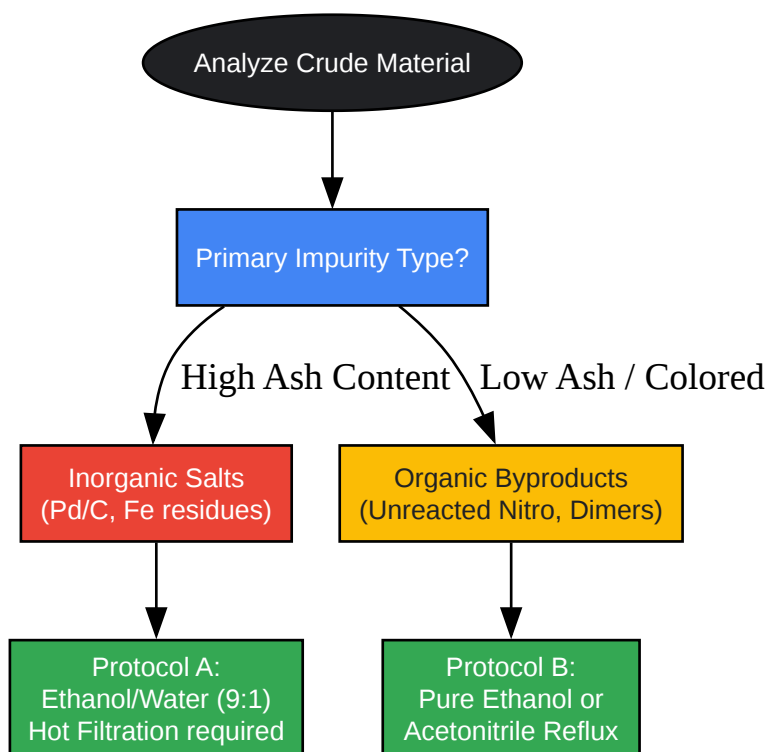 Analyze Crude Material
Primary Impurity Type?
High Ash Content
Low Ash / Colored
Inorganic Salts
(Pd/C, Fe residues)
Organic Byproducts
(Unreacted Nitro, Dimers)
Protocol A:
Ethanol/Water (9:1)
Hot Filtration required
Protocol B:
Pure Ethanol or
Acetonitrile Reflux